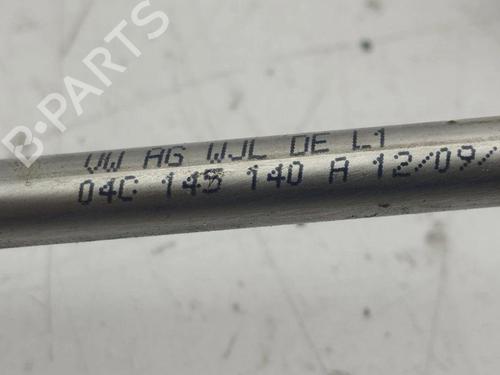 B-PARTS
VW AG WJL DE L1
04C 145 140 A 12/09/